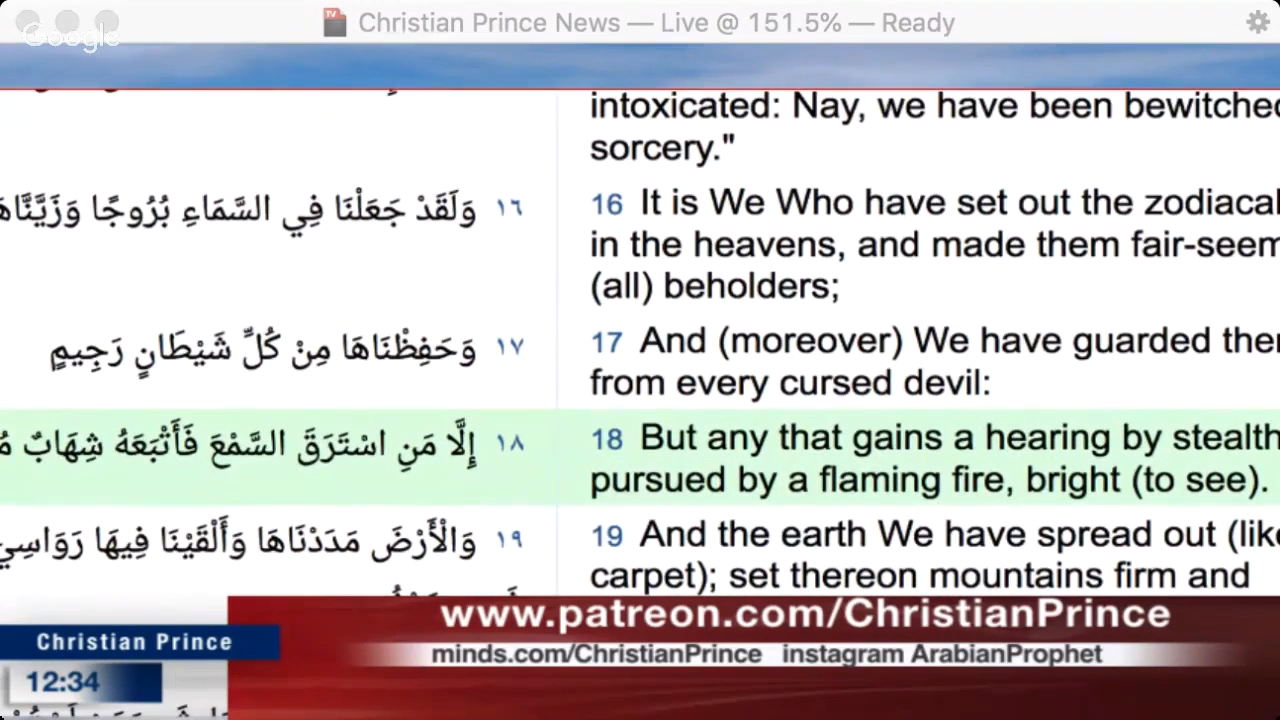 Christian Prince News — Live @ 151.5% — Ready
Google
intoxicated: Nay, we have been bewitched
sorcery."
وَلَقَدْ جَعَلْنَا فِي السَّمَاءِ بُرُوجًا ١٦
16 It is We Who have set out the zodiacal
in the heavens, and made them
(all) beholders;
وَحَفِظْنَاهَا مِنْ كُلِّ شَيْطَانٍ رَجِيمٍ ١٧
17 And (moreover) We have guarded
from every cursed devil:
إِلَّا مَنِ اسْتَرَقَ السَّمْعَ فَأَتْبَعَهُ شِهَابٌ ١٨
18 But any that gains a hearing by stealth
pursued by a flaming fire, bright (to see).
وَالْأَرْضَ مَدَدْنَاهَا وَأَلْقَيْنَا فِيهَا ١٩
19 And the earth We have spread out
carpet); set thereon mountains firm and
www.patreon.com/ChristianPrince
Christian Prince
minds.com/ChristianPrince instagram ArabianProphet
12:34